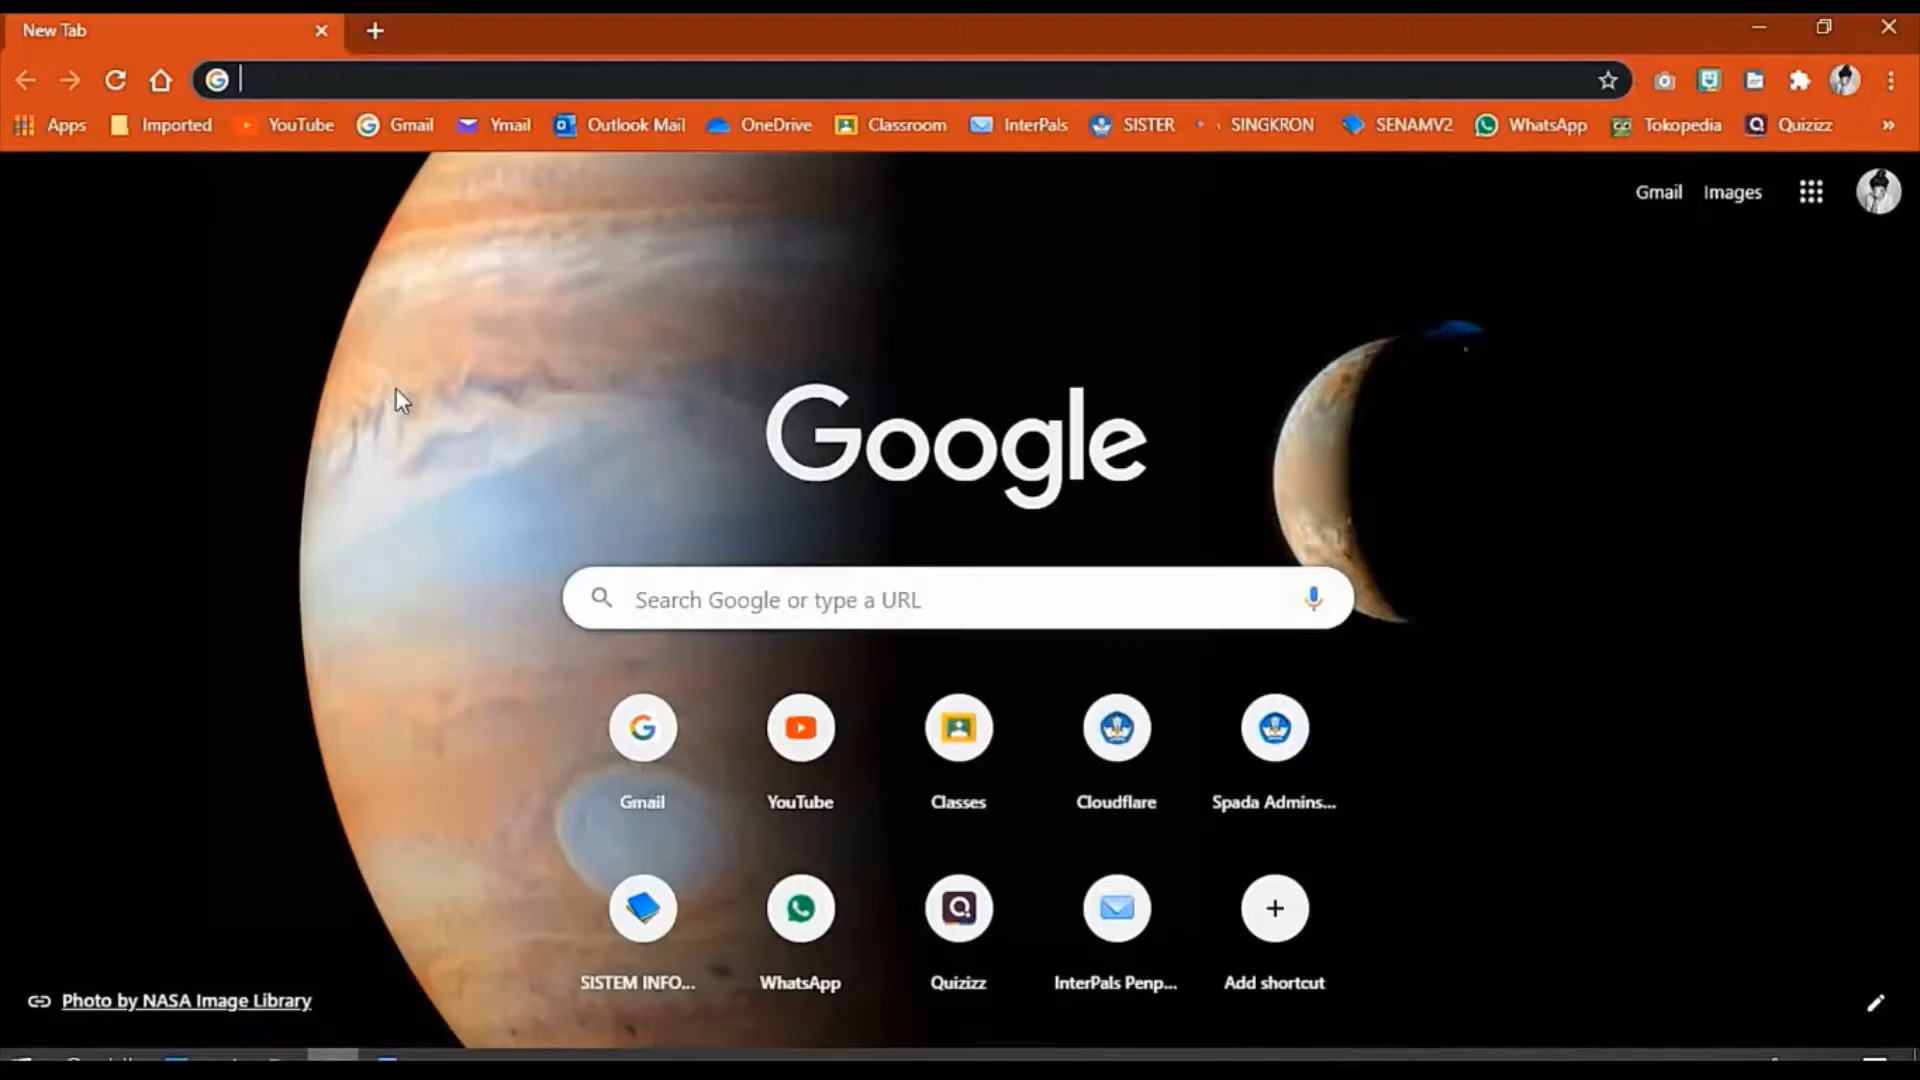 New Tab
Apps Imported YouTube Gmail Ymail Outlook Mail OneDrive Classroom InterPals SISTER SINGKRON SENAMV2 WhatsApp Tokopedia Quizizz »
Gmail Images
Google
Search Google or type a URL
Gmail YouTube Classes Cloudflare Spada Admins...
SISTEM INFO... WhatsApp Quizizz InterPals Penp... Add shortcut
Photo by NASA Image Library